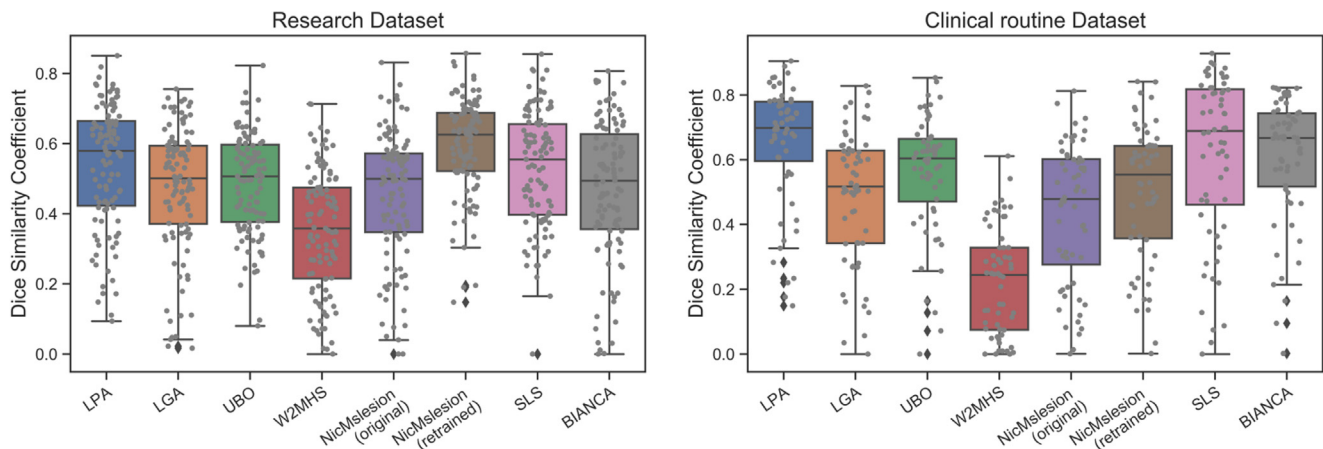 Research Dataset
Dice Similarity Coefficient
0.8
0.6
0.4
0.2
0.0
LPA
LGA
UBO
W2MHS
NicMslesion
(original)
NicMslesion
(retrained)
SLS
BIANCA
Clinical routine Dataset
Dice Similarity Coefficient
0.8
0.6
0.4
0.2
0.0
LPA
LGA
UBO
W2MHS
NicMslesion
(original)
NicMslesion
(retrained)
SLS
BIANCA